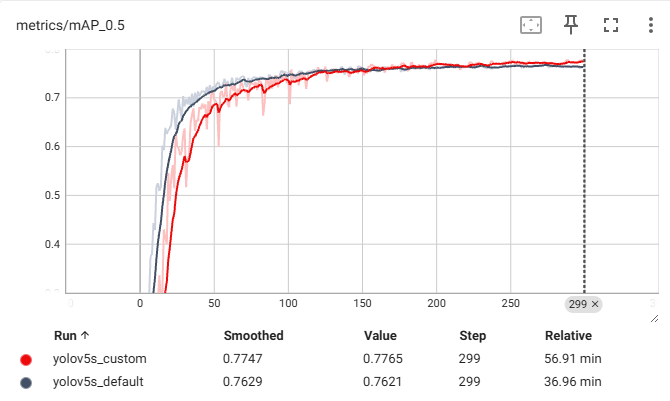 metrics/mAP_0.5
0.7
0.6
0.5
0.4
0 50 100 150 200 250 299 ×
Run ↑ Smoothed Value Step Relative
yolov5s_custom 0.7747 0.7765 299 56.91 min
yolov5s_default 0.7629 0.7621 299 36.96 min